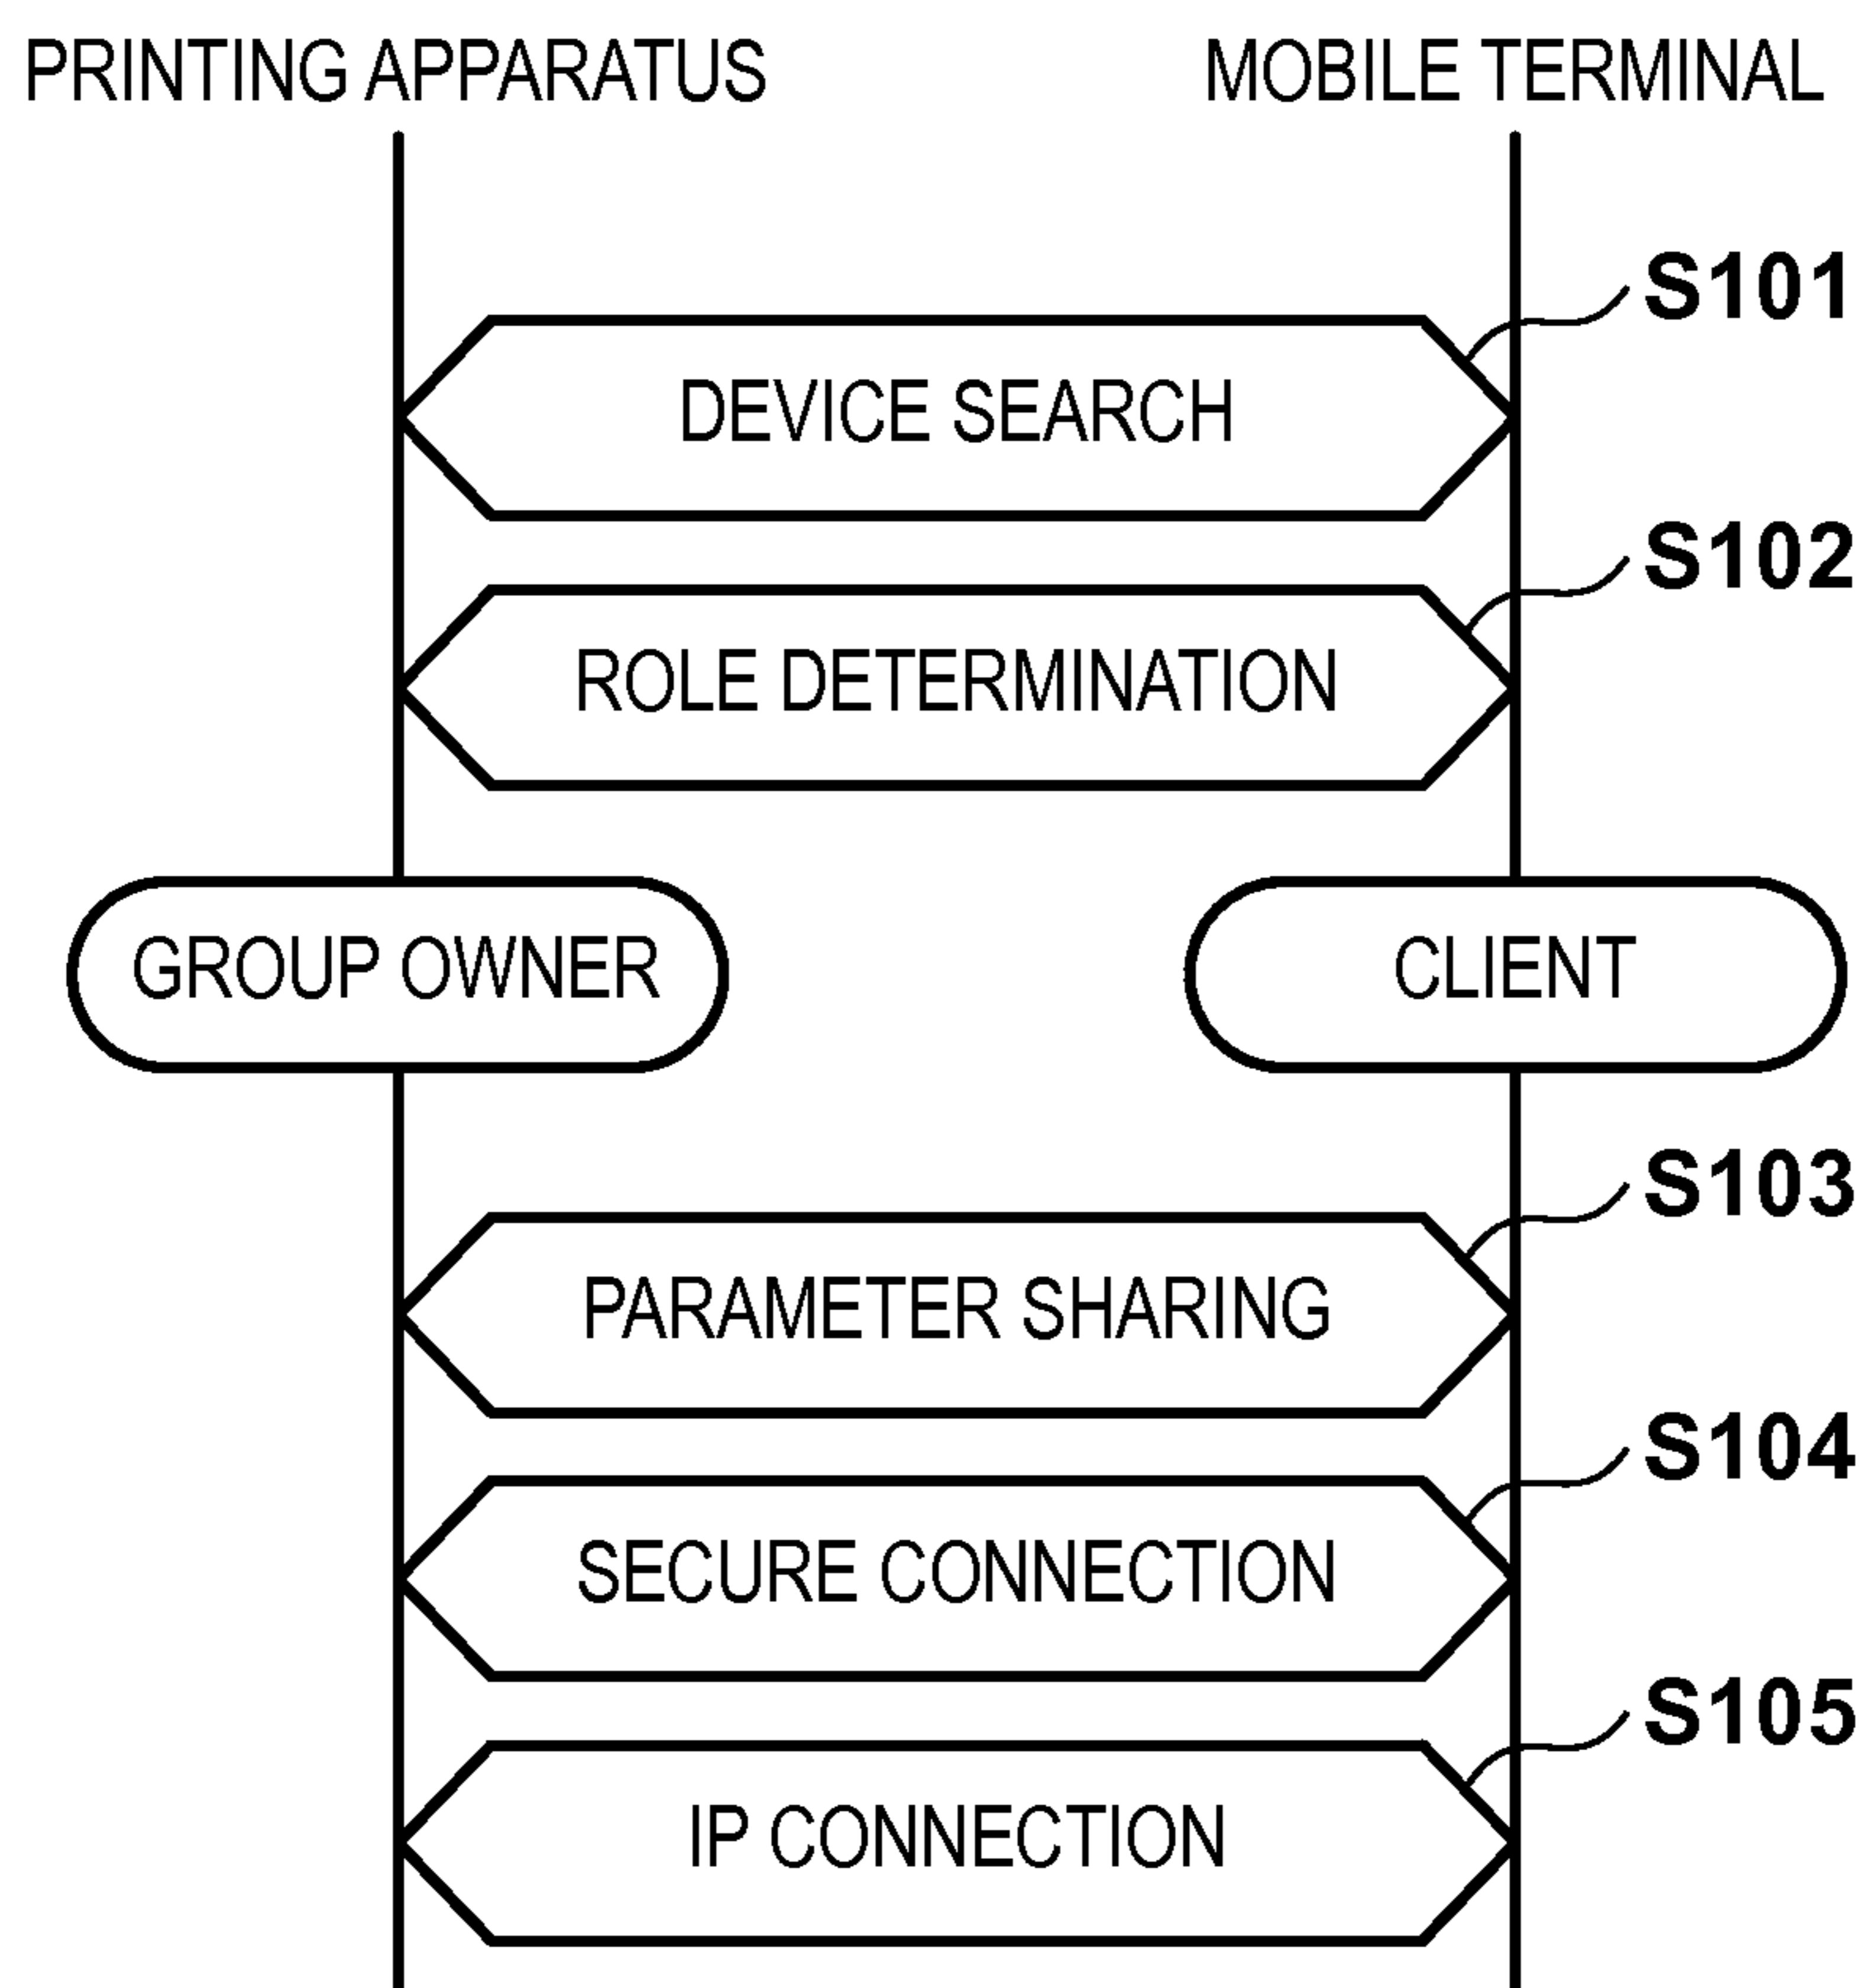 PRINTING APPARATUS
MOBILE TERMINAL
S101
DEVICE SEARCH
S102
ROLE DETERMINATION
GROUP OWNER
CLIENT
S103
PARAMETER SHARING
S104
SECURE CONNECTION
S105
IP CONNECTION